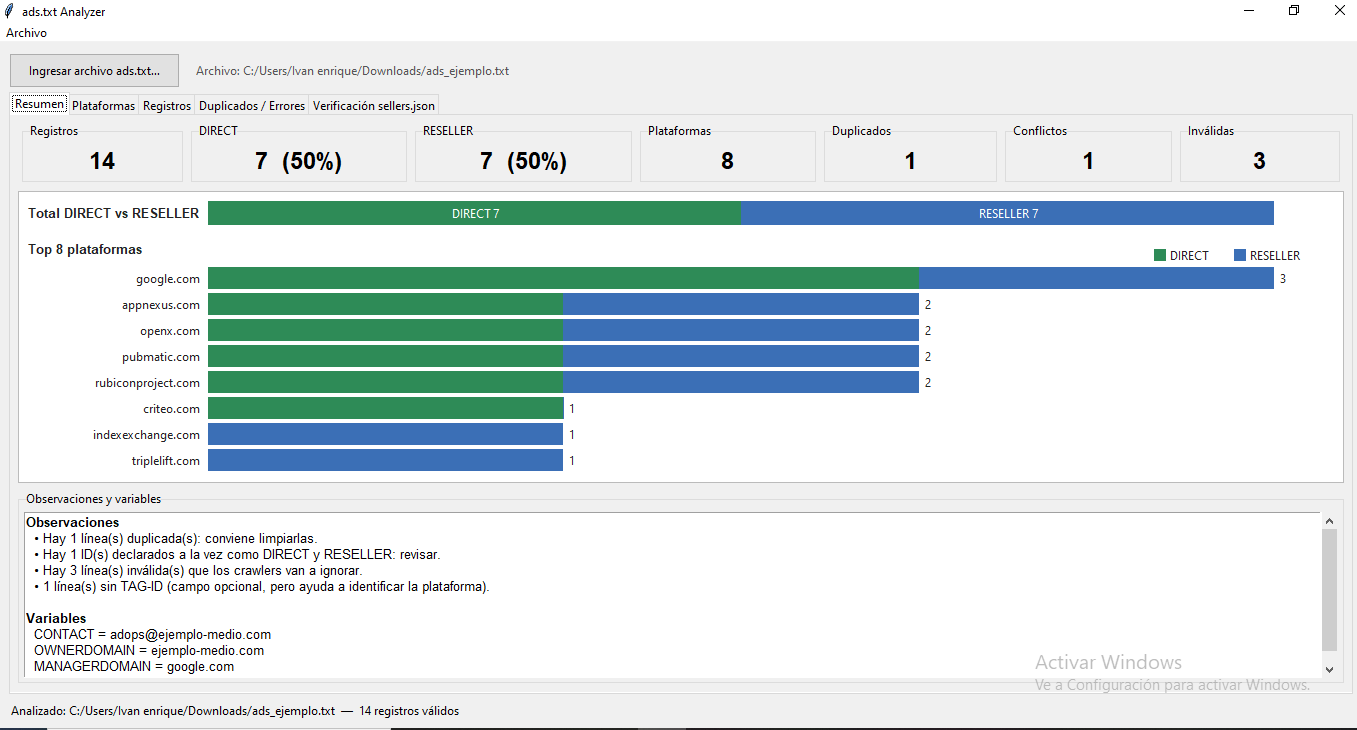 ads.txt Analyzer
Archivo
Ingresar archivo ads.txt... Archivo: C:/Users/Ivan enrique/Downloads/ads_ejemplo.txt
Resumen Plataformas Registros Duplicados / Errores Verificación sellers.json
Registros DIRECT RESELLER Plataformas Duplicados Conflictos Inválidas
14 7 (50%) 7 (50%) 8 1 1 3
Total DIRECT vs RESELLER DIRECT 7 RESELLER 7
Top 8 plataformas
DIRECT RESELLER
google.com 3
appnexus.com 2
openx.com 2
pubmatic.com 2
rubiconproject.com 2
criteo.com 1
indexexchange.com 1
triplelift.com 1
Observaciones y variables
Observaciones
• Hay 1 línea(s) duplicada(s): conviene limpiarlas.
• Hay 1 ID(s) declarados a la vez como DIRECT y RESELLER: revisar.
• Hay 3 línea(s) inválida(s) que los crawlers van a ignorar.
• 1 línea(s) sin TAG-ID (campo opcional, pero ayuda a identificar la plataforma).
Variables
CONTACT = adops@ejemplo-medio.com
OWNERDOMAIN = ejemplo-medio.com
MANAGERDOMAIN = google.com
Activar Windows
Ve a Configuración para activar Windows.
Analizado: C:/Users/Ivan enrique/Downloads/ads_ejemplo.txt — 14 registros válidos